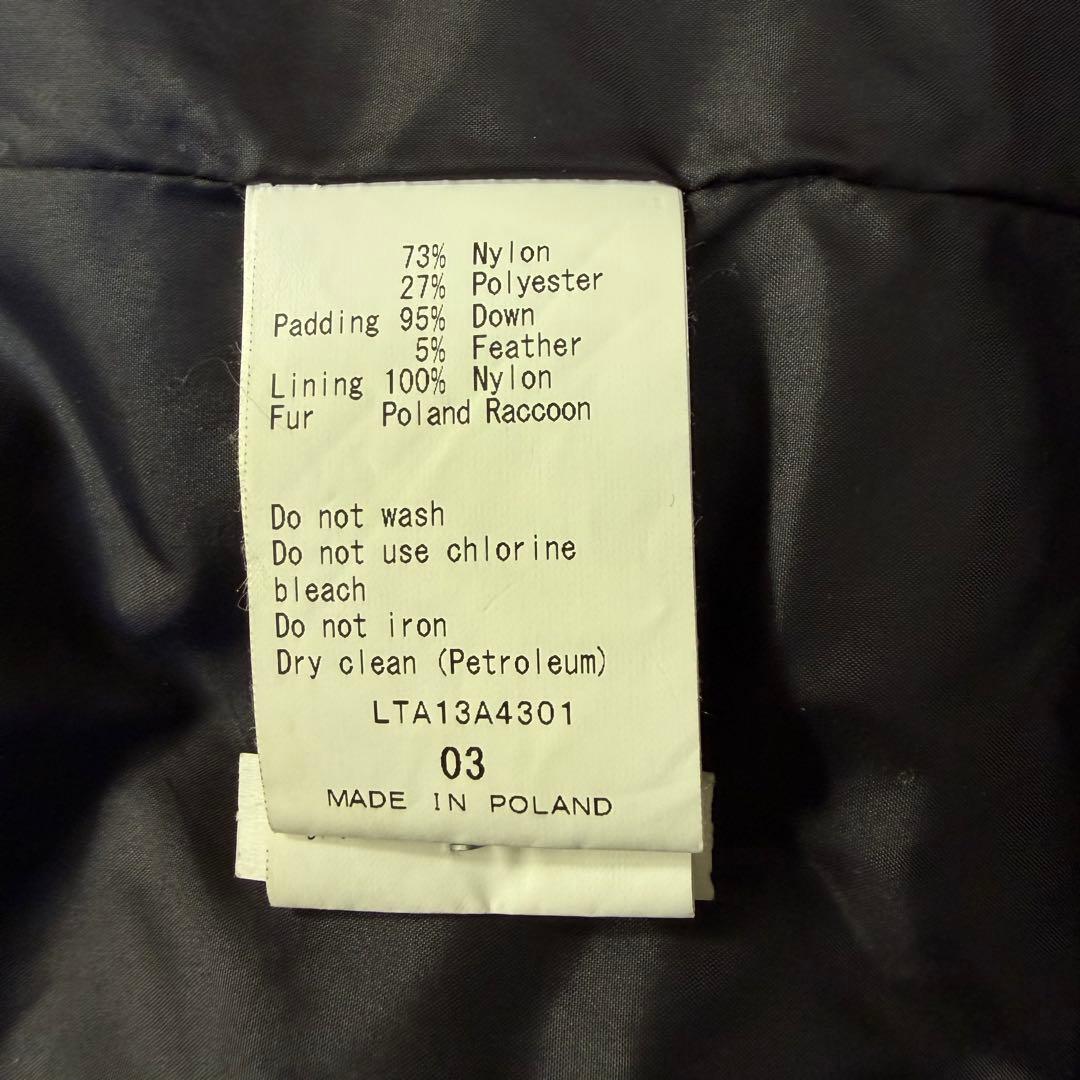 73% Nylon
27% Polyester
Padding 95% Down
5% Feather
Lining 100% Nylon
Fur Poland Raccoon
Do not wash
Do not use chlorine
bleach
Do not iron
Dry clean (Petroleum)
LTA13A4301
03
MADE IN POLAND